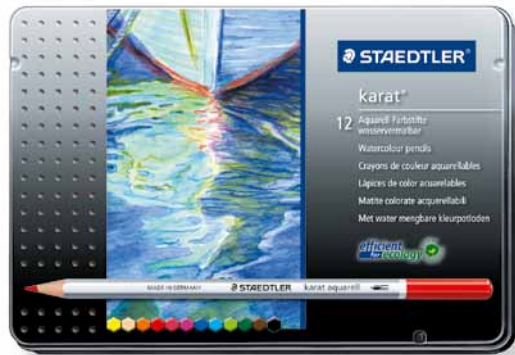 STAEDTLER®
karat®
12 Aquarell-Farbstifte
wasservermalbar
Watercolour pencils
Crayons de couleur aquarellables
Lápices de color acuarelables
Matite colorate acquerellabili
Met water mengbare kleurpotloden
efficient
for ecology
MADE IN GERMANY STAEDTLER karat aquarell